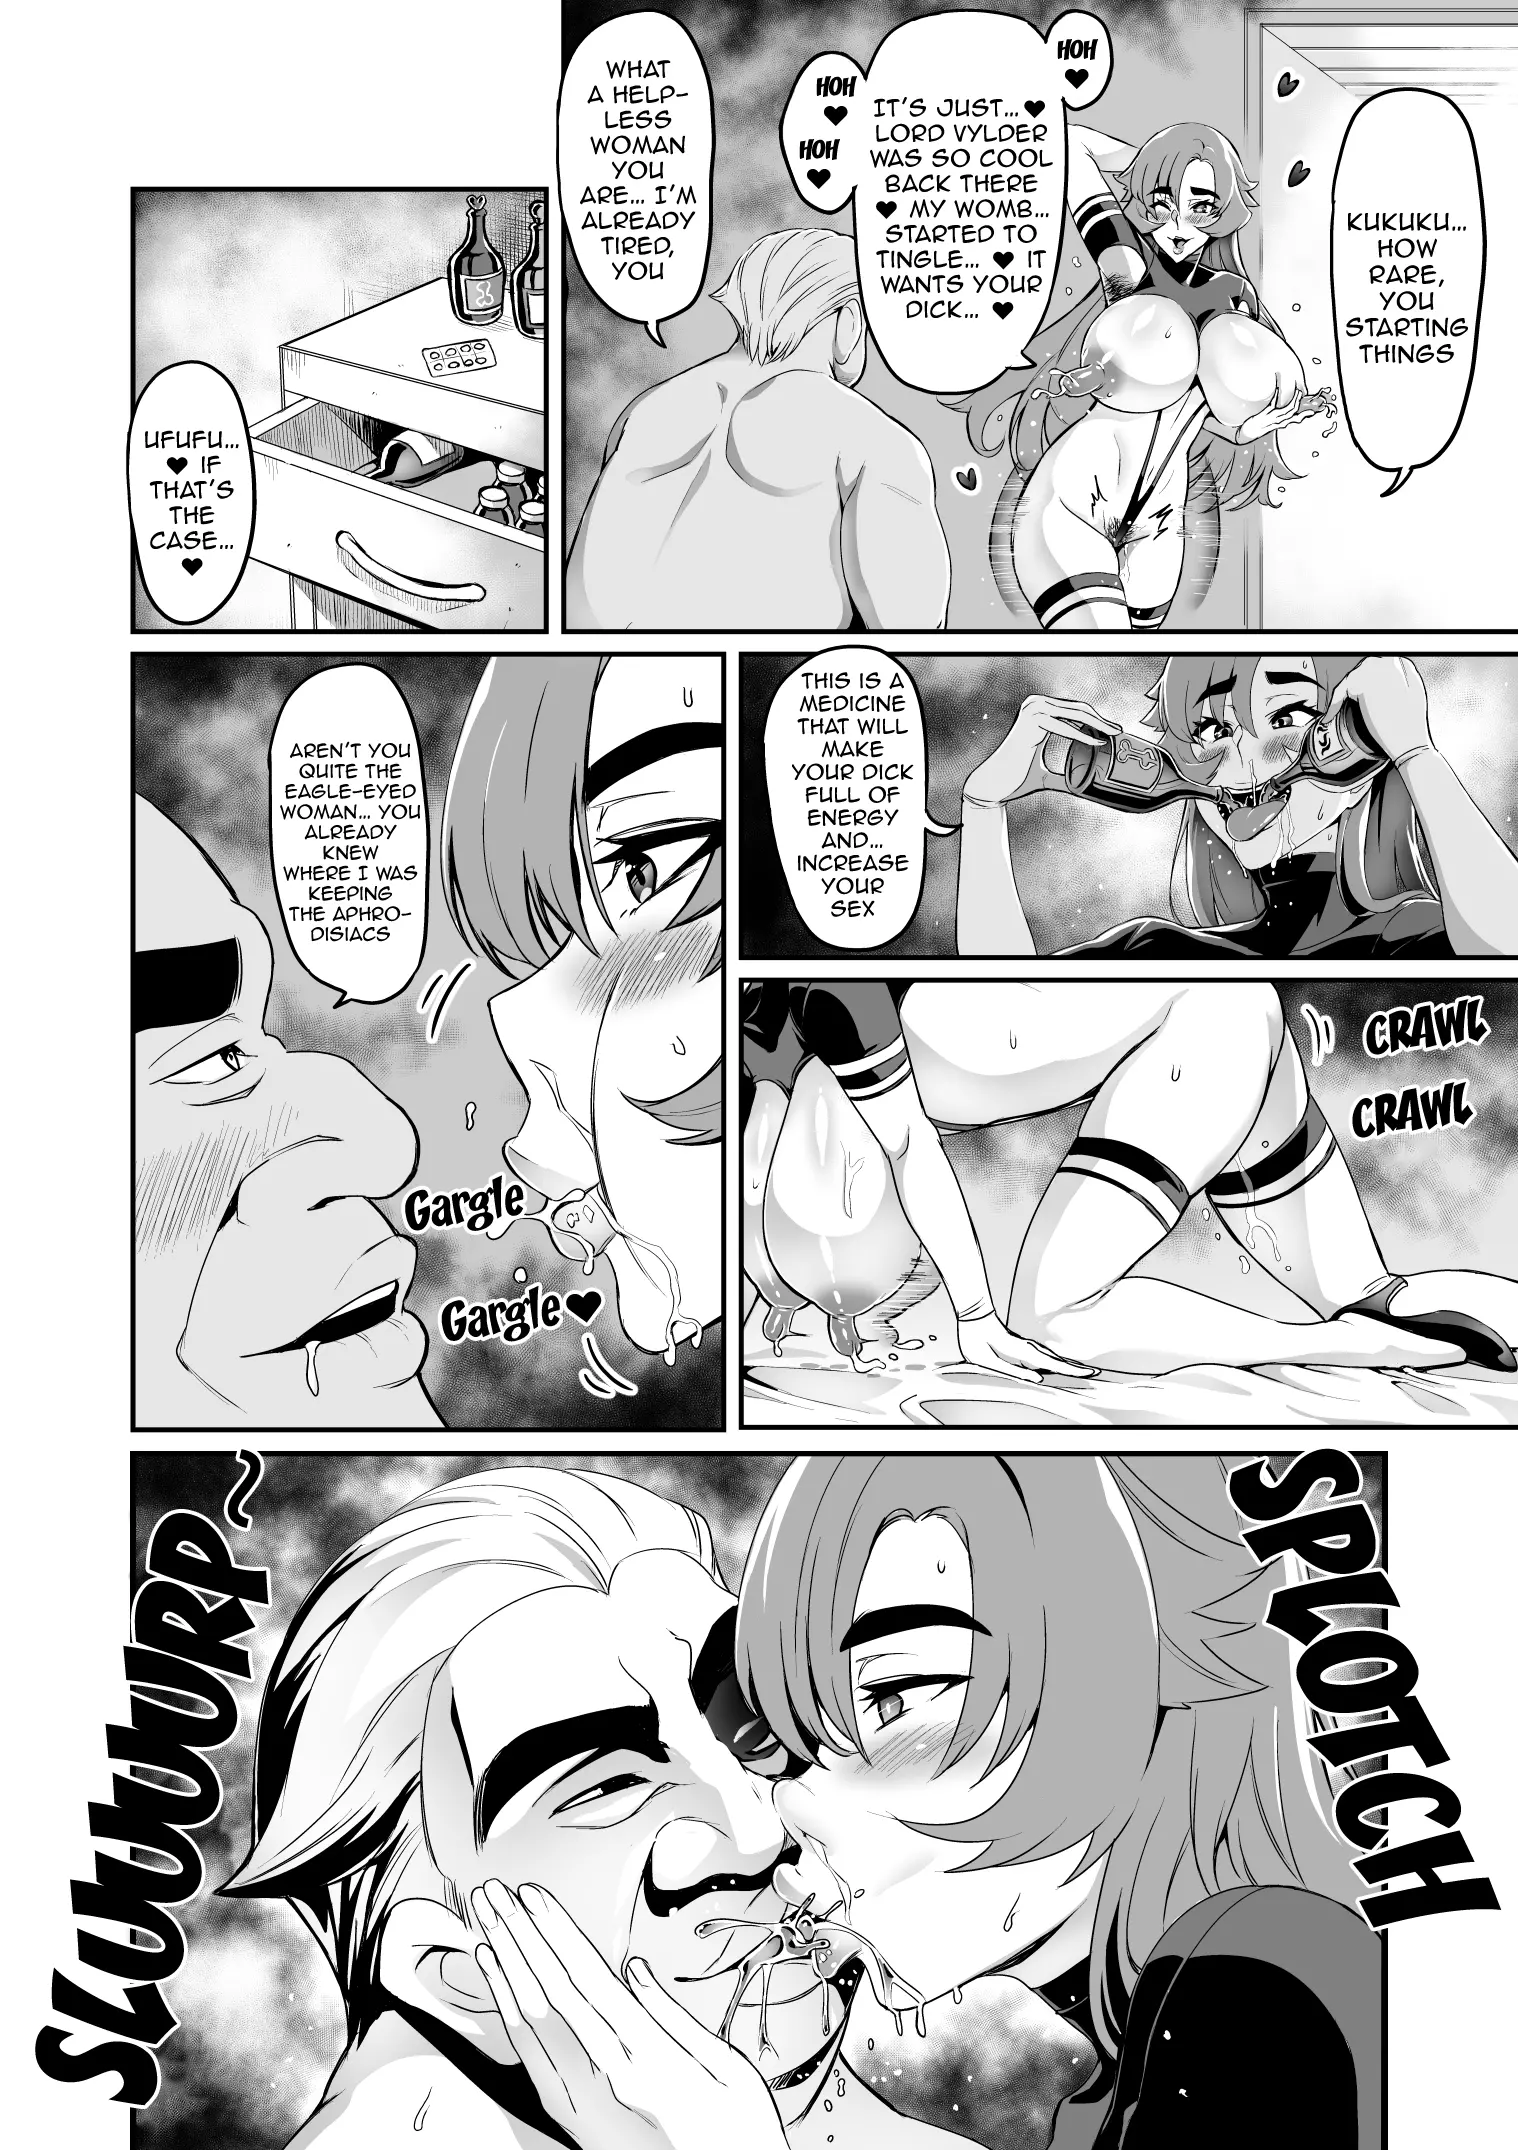 KUKUKU...
HOW
RARE,
YOU
STARTING
THINGS
HOH
♥
IT'S JUST... ♥
LORD VYLDER
WAS SO COOL
BACK THERE
♥ MY WOMB...
STARTED TO
TINGLE... ♥ IT
WANTS YOUR
DICK... ♥
HOH
♥
HOH
♥
WHAT
A HELP-
LESS
WOMAN
YOU
ARE... I'M
ALREADY
TIRED,
YOU
UFUFU...
♥ IF
THAT'S
THE
CASE...
♥
THIS IS A
MEDICINE
THAT WILL
MAKE
YOUR DICK
FULL OF
ENERGY
AND...
INCREASE
YOUR
SEX
CRAWL
CRAWL
AREN'T YOU
QUITE THE
EAGLE-EYED
WOMAN... YOU
ALREADY
KNEW
WHERE I WAS
KEEPING
THE APHRO-
DISIACS
Gargle
Gargle ♥
SPLOTCH
SLUUUURP~